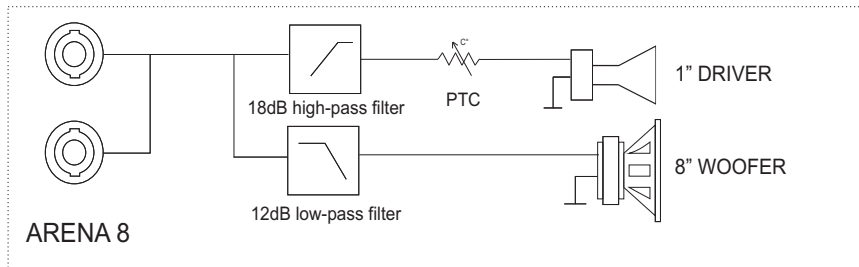 C°
1” DRIVER
18dB high-pass filter
PTC
8” WOOFER
12dB low-pass filter
ARENA 8